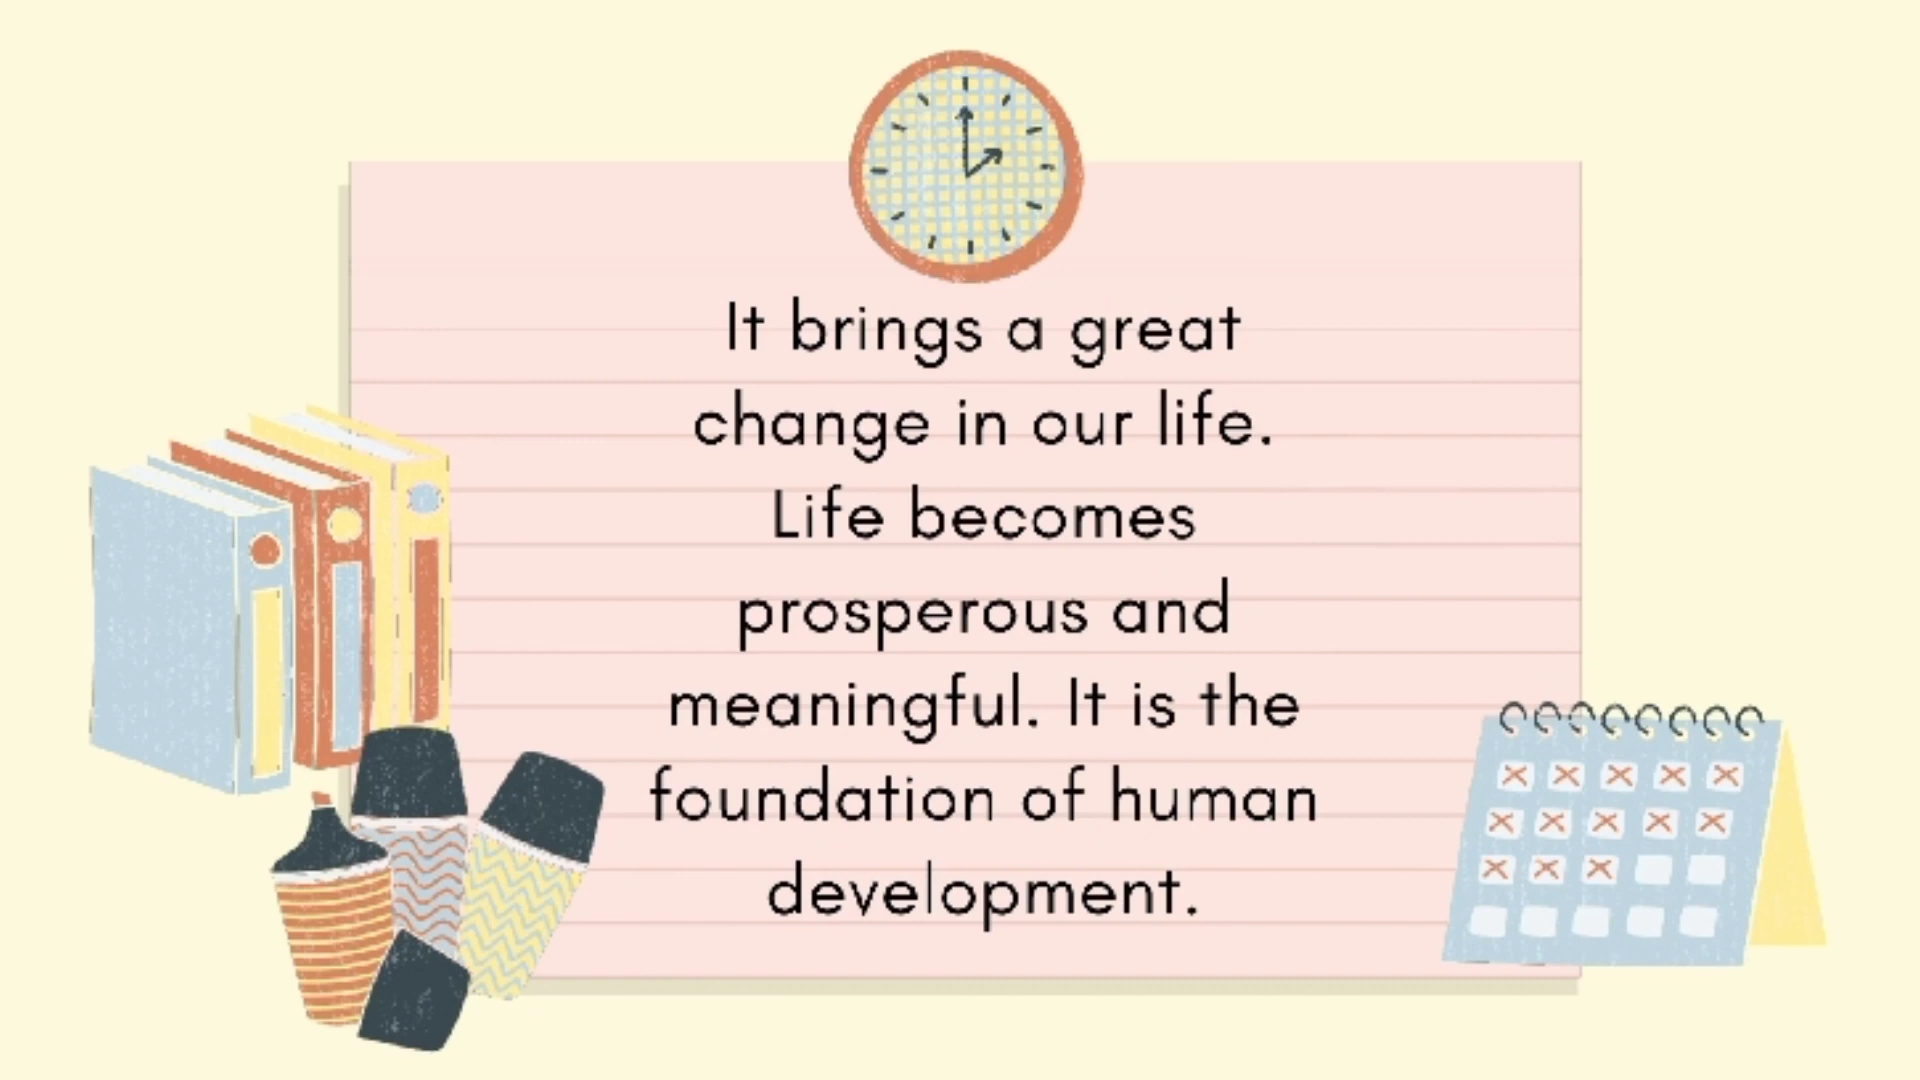 It brings a great
change in our life.
Life becomes
prosperous and
meaningful. It is the
foundation of human
development.